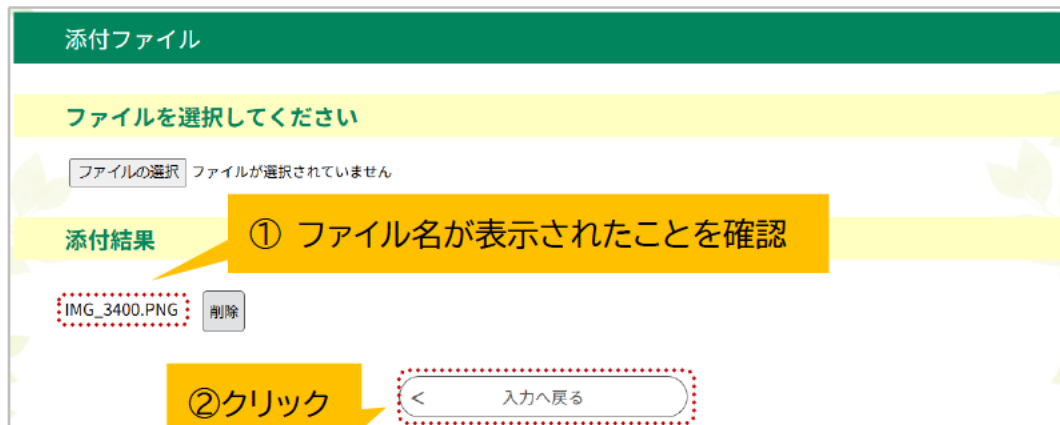 添付ファイル
ファイルを選択してください
ファイルの選択 ファイルが選択されていません
添付結果
① ファイル名が表示されたことを確認
IMG_3400.PNG 削除
②クリック
< 入力へ戻る